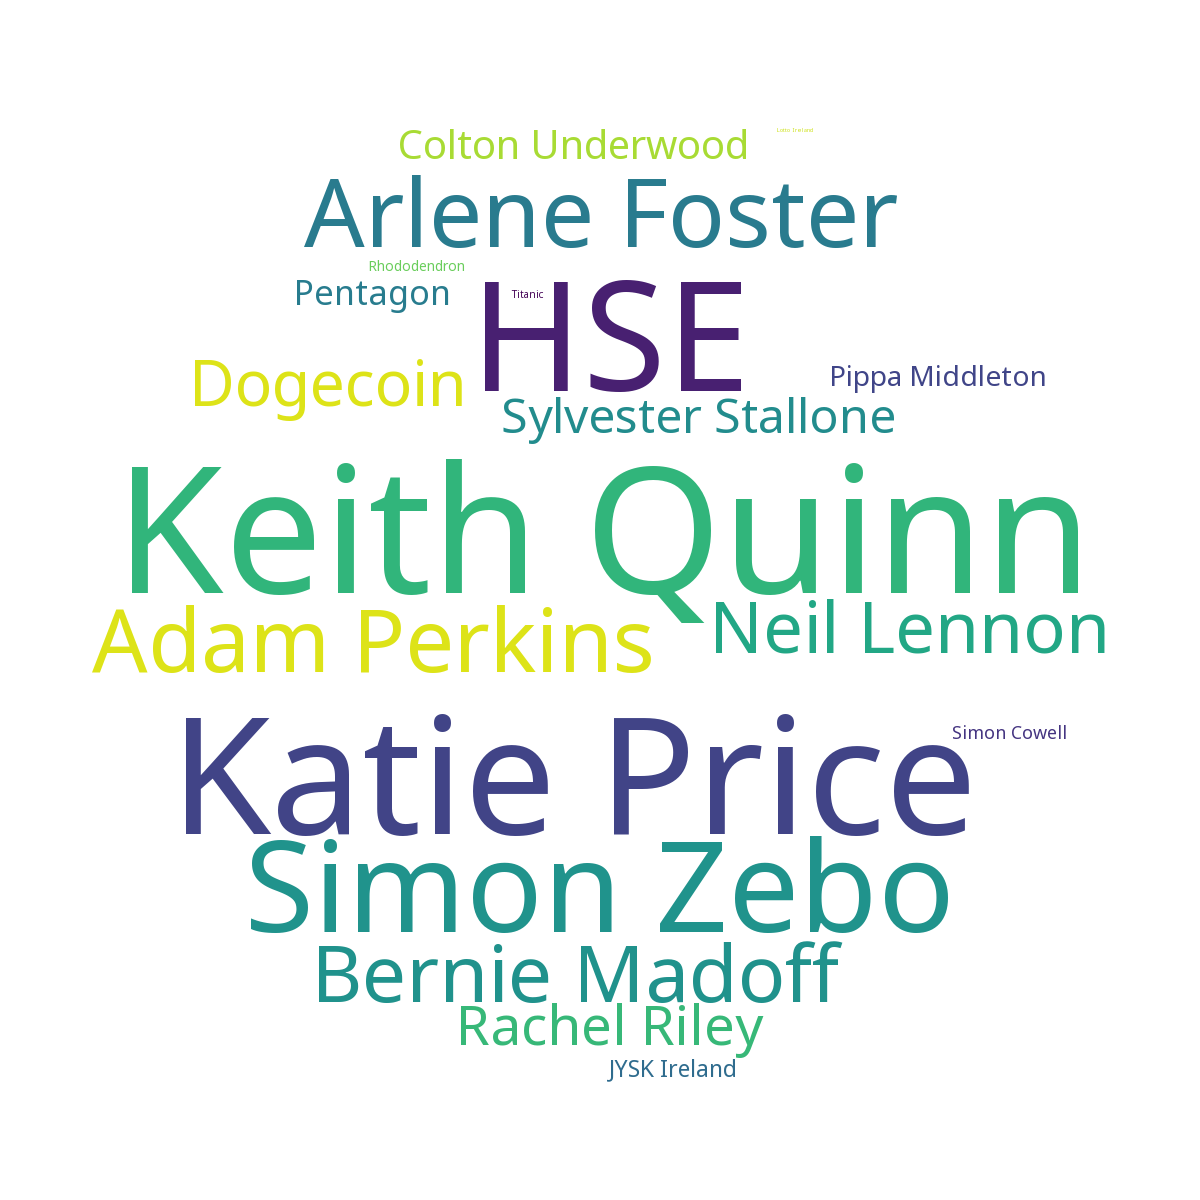 Colton Underwood
Lotto Ireland
Arlene Foster
Rhododendron
Pentagon
Titanic
HSE
Dogecoin
Pippa Middleton
Sylvester Stallone
Keith Quinn
Adam Perkins
Neil Lennon
Katie Price
Simon Cowell
Simon Zebo
Bernie Madoff
Rachel Riley
JYSK Ireland